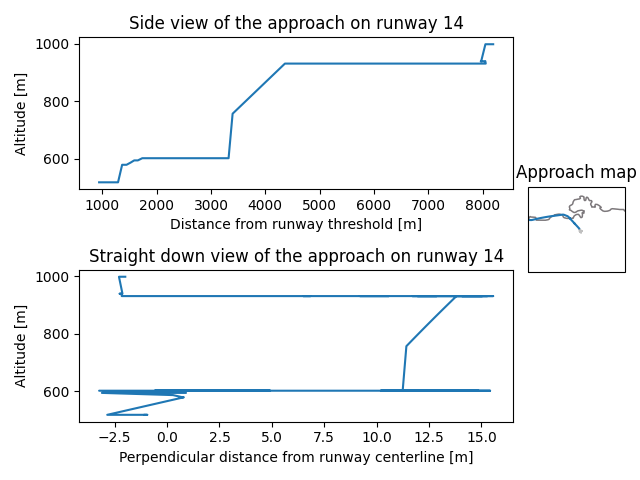 Side view of the approach on runway 14
Altitude [m]
1000
800
600
1000 2000 3000 4000 5000 6000 7000 8000
Distance from runway threshold [m]
Approach map
Straight down view of the approach on runway 14
Altitude [m]
1000
800
600
−2.5 0.0 2.5 5.0 7.5 10.0 12.5 15.0
Perpendicular distance from runway centerline [m]